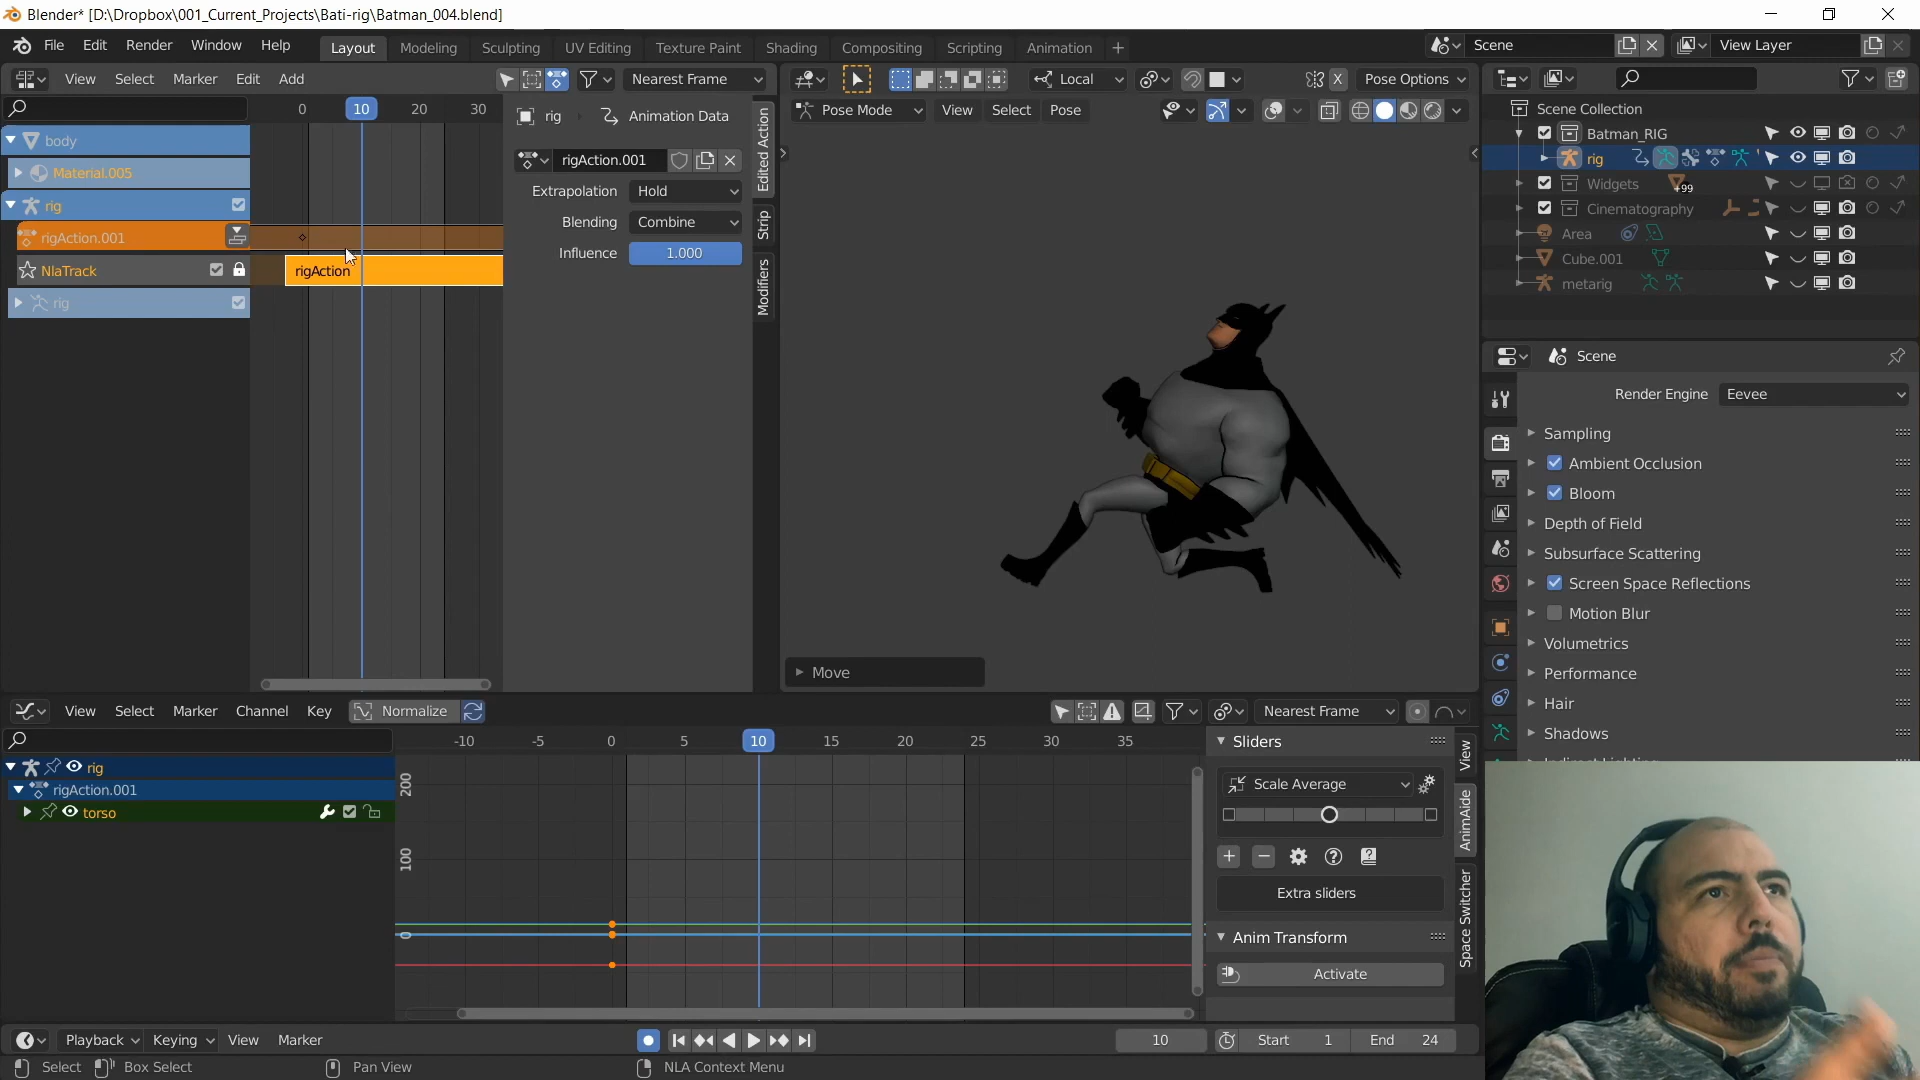 Blender* [D:\Dropbox\001_Current_Projects\Bati-rig\Batman_004.blend]
File Edit Render Window Help Layout Modeling Sculpting UV Editing Texture Paint Shading Compositing Scripting Animation + Scene View Layer
View Select Marker Edit Add Nearest Frame Local X Pose Options
0 10 20 30 rig Animation Data Pose Mode View Select Pose Scene Collection
body Batman_RIG
rigAction.001 rig
Material.005 Extrapolation Hold Widgets +99
rig Blending Combine Cinematography
rigAction.001 Influence 1.000 Area
NlaTrack rigAction Cube.001
rig metarig
Edited Action
Strip
Modifiers
Scene
Render Engine Eevee
Sampling
Ambient Occlusion
Bloom
Depth of Field
Subsurface Scattering
Screen Space Reflections
Motion Blur
Volumetrics
Performance
Hair
Shadows
Move
View Select Marker Channel Key Normalize Nearest Frame
-10 -5 0 5 10 15 20 25 30 35
rig
rigAction.001
torso
200
100
0
Sliders
Scale Average
Extra sliders
Anim Transform
Activate
View
AnimAide
Space Switcher
Playback Keying View Marker 10 Start 1 End 24
Select Box Select Pan View NLA Context Menu